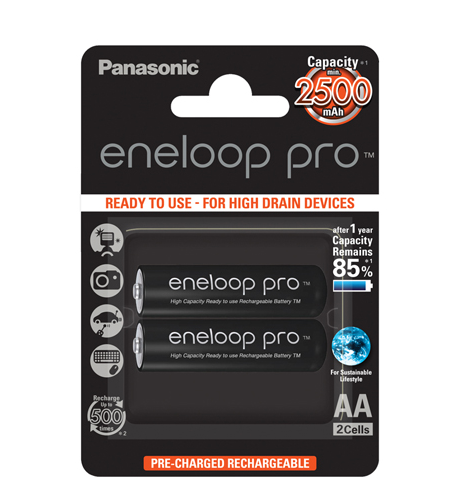 Panasonic
Capacity *1
min.
2500
mAh
eneloop pro™
READY TO USE - FOR HIGH DRAIN DEVICES
after 1 year
Capacity
Remains
85% *1
eneloop pro™
High Capacity Ready to use Rechargeable Battery TM
eneloop pro™
High Capacity Ready to use Rechargeable Battery TM
For Sustainable
Lifestyle
Recharge
Up to
500
times
*2
AA
2Cells
PRE-CHARGED RECHARGEABLE